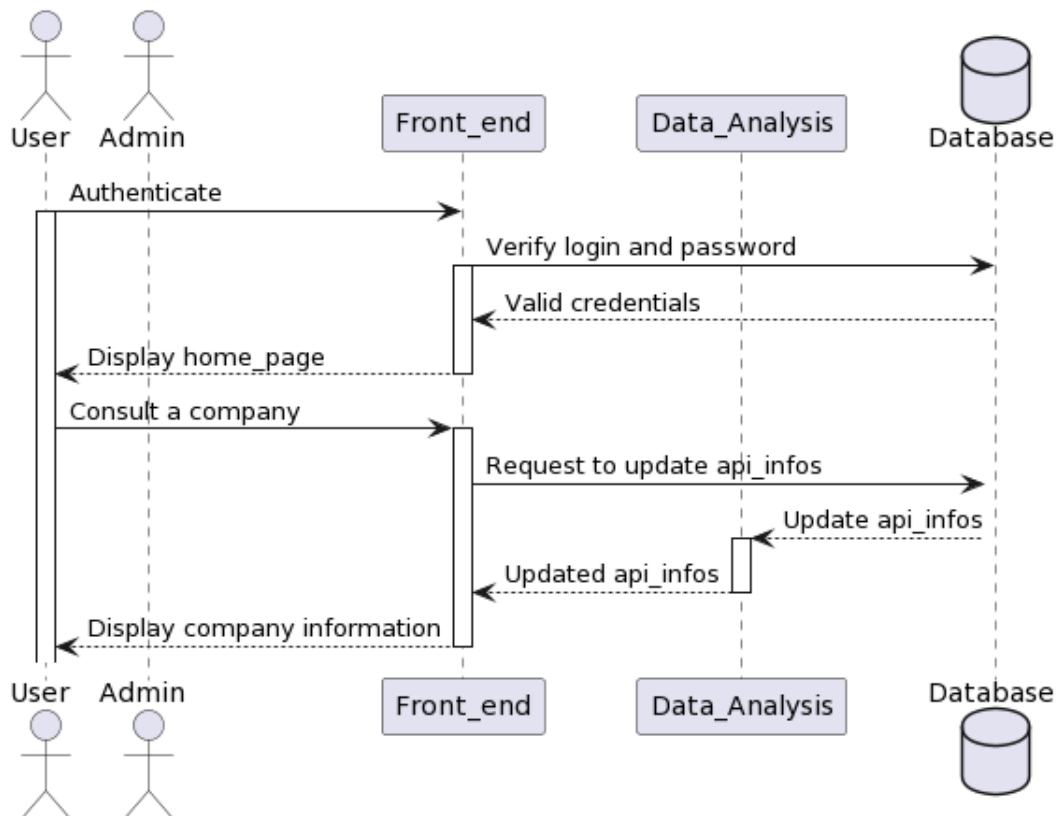 User
Admin
Front_end
Data_Analysis
Database
Authenticate
Verify login and password
Valid credentials
Display home_page
Consult a company
Request to update api_infos
Update api_infos
Updated api_infos
Display company information
User
Admin
Front_end
Data_Analysis
Database